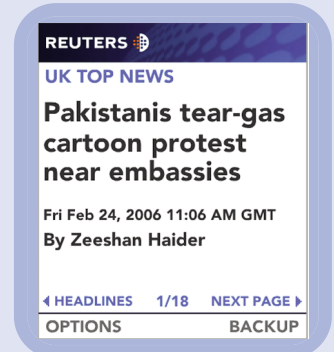 REUTERS
UK TOP NEWS
Pakistanis tear-gas
cartoon protest
near embassies
Fri Feb 24, 2006 11:06 AM GMT
By Zeeshan Haider
HEADLINES 1/18 NEXT PAGE
OPTIONS BACKUP